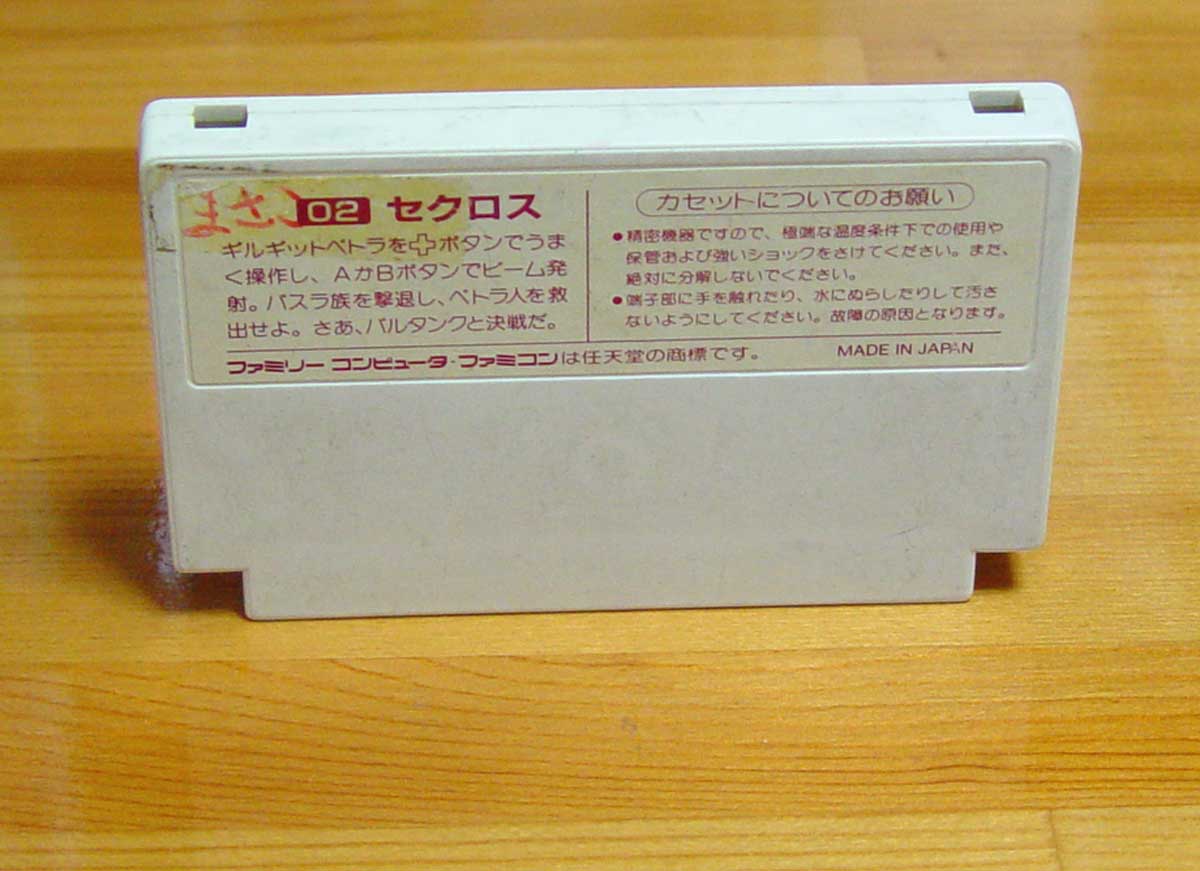 まさし
02 セクロス
ギルギットペトラを✚ボタンでうま
く操作し、AかBボタンでビーム発
射。バスラ族を撃退し、ペトラ人を救
出せよ。さあ、バルタンクと決戦だ。
カセットについてのお願い
●精密機器ですので、極端な温度条件下での使用や
保管および強いショックをさけてください。また、
絶対に分解しないでください。
●端子部に手を触れたり、水にぬらしたりして汚さ
ないようにしてください。故障の原因となります。
ファミリーコンピュータ・ファミコンは任天堂の商標です。
MADE IN JAPAN